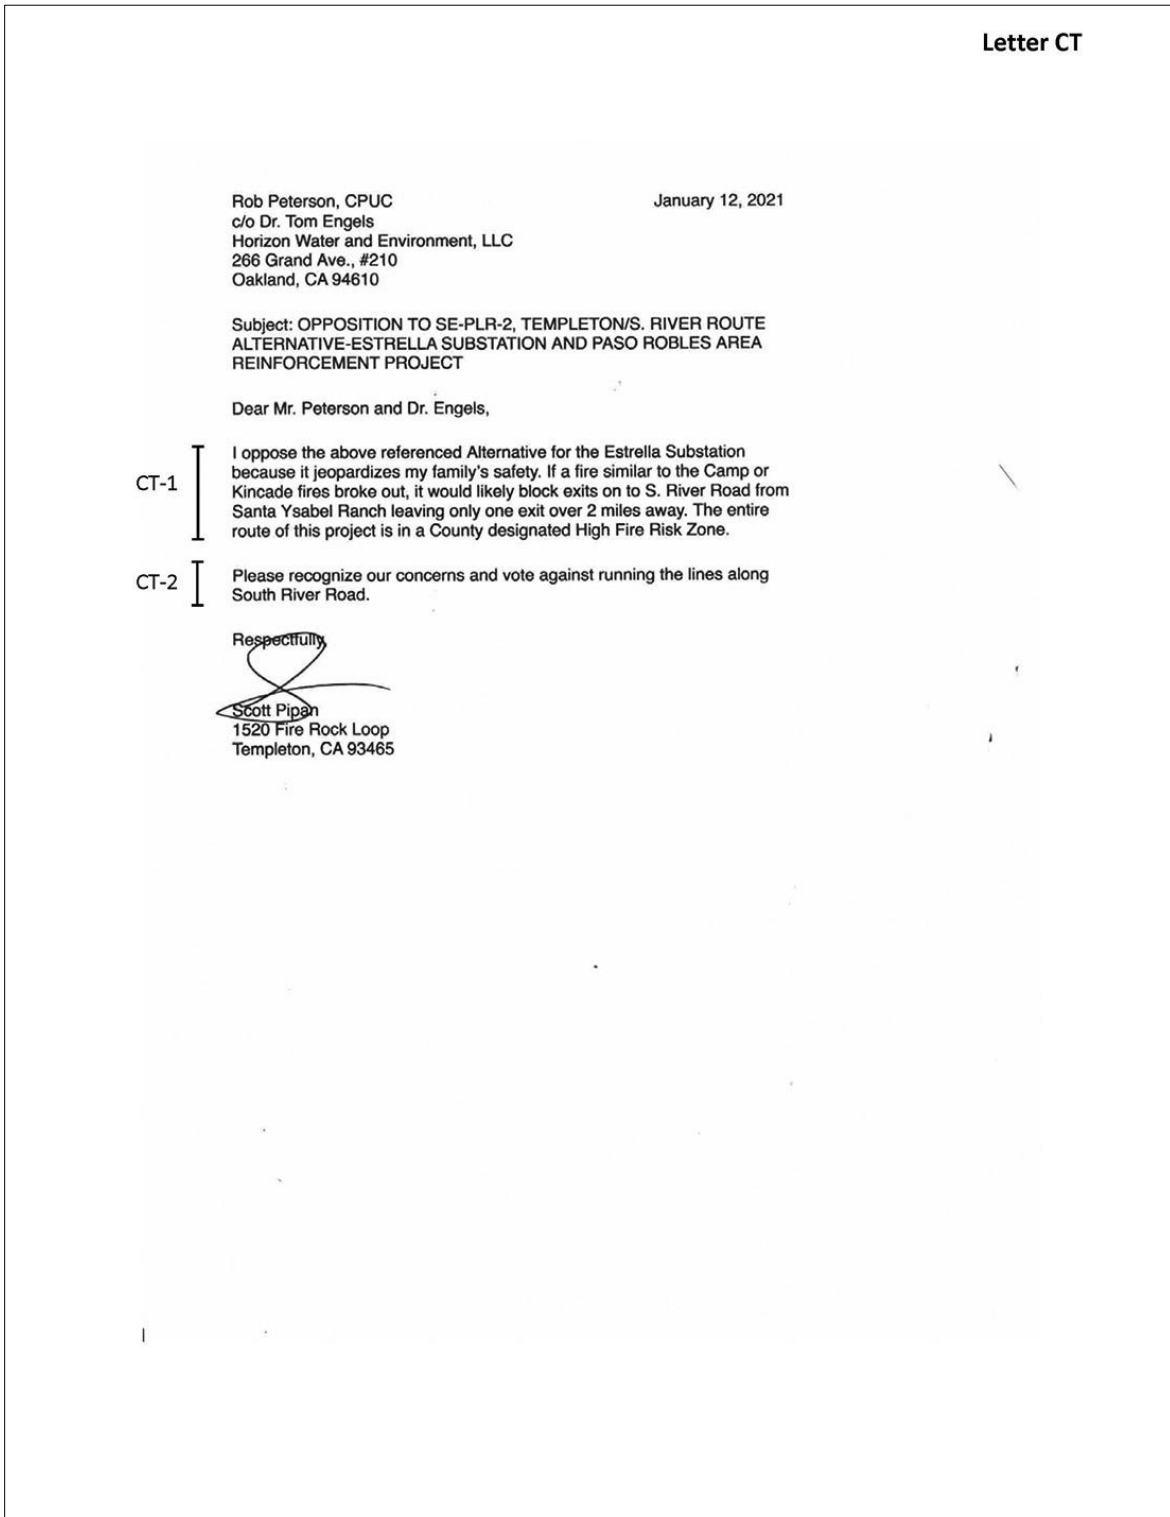 Letter CT
Rob Peterson, CPUC January 12, 2021
c/o Dr. Tom Engels
Horizon Water and Environment, LLC
266 Grand Ave., #210
Oakland, CA 94610
Subject: OPPOSITION TO SE-PLR-2, TEMPLETON/S. RIVER ROUTE
ALTERNATIVE-ESTRELLA SUBSTATION AND PASO ROBLES AREA
REINFORCEMENT PROJECT
Dear Mr. Peterson and Dr. Engels,
CT-1
I oppose the above referenced Alternative for the Estrella Substation
because it jeopardizes my family's safety. If a fire similar to the Camp or
Kincade fires broke out, it would likely block exits on to S. River Road from
Santa Ysabel Ranch leaving only one exit over 2 miles away. The entire
route of this project is in a County designated High Fire Risk Zone.
CT-2
Please recognize our concerns and vote against running the lines along
South River Road.
Respectfully,
Scott Pipan
1520 Fire Rock Loop
Templeton, CA 93465